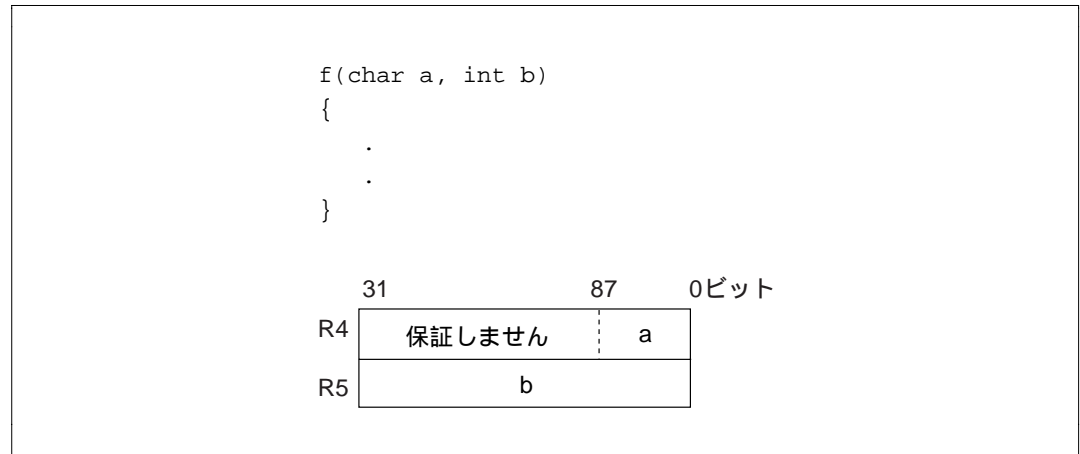 f(char a, int b)
{
.
.
}
31 87 0ビット
R4 保証しません a
R5 b